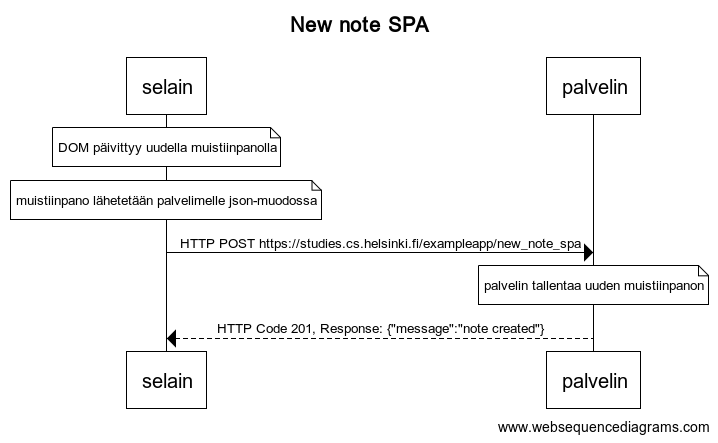 New note SPA
selain
palvelin
DOM päivittyy uudella muistiinpanolla
muistiinpano lähetetään palvelimelle json-muodossa
HTTP POST https://studies.cs.helsinki.fi/exampleapp/new_note_spa
palvelin tallentaa uuden muistiinpanon
HTTP Code 201, Response: {"message":"note created"}
selain
palvelin
www.websequencediagrams.com